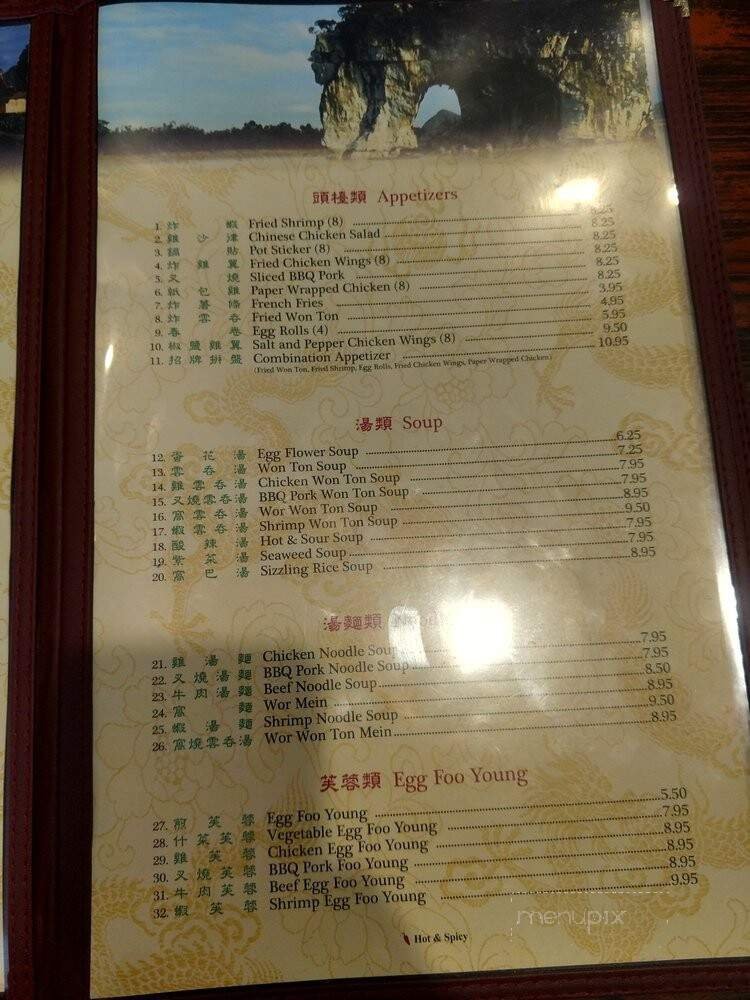 頭檯類 Appetizers
1. 炸 蝦 Fried Shrimp (8) 8.25
2. 雞沙津 Chinese Chicken Salad 8.25
3. 鍋 貼 Pot Sticker (8) 8.25
4. 炸雞翼 Fried Chicken Wings (8) 8.25
5. 叉 燒 Sliced BBQ Pork 8.25
6. 紙包雞 Paper Wrapped Chicken (8) 8.25
7. 炸薯條 French Fries 3.95
8. 炸雲吞 Fried Won Ton 4.95
9. 春 卷 Egg Rolls (4) 5.95
10. 椒鹽雞翼 Salt and Pepper Chicken Wings (8) 9.50
11. 招牌拼盤 Combination Appetizer 10.95
(Fried Won Ton, Fried Shrimp, Egg Rolls, Fried Chicken Wings, Paper Wrapped Chicken)
湯類 Soup
12. 蛋花湯 Egg Flower Soup 6.25
13. 雲吞湯 Won Ton Soup 7.25
14. 雞雲吞湯 Chicken Won Ton Soup 7.95
15. 叉燒雲吞湯 BBQ Pork Won Ton Soup 7.95
16. 窩雲吞湯 Wor Won Ton Soup 8.95
17. 蝦雲吞湯 Shrimp Won Ton Soup 9.50
18. 酸辣湯 Hot & Sour Soup 7.95
19. 紫菜湯 Seaweed Soup 7.95
20. 窩巴湯 Sizzling Rice Soup 8.95
湯麵類
21. 雞湯麵 Chicken Noodle Soup 7.95
22. 叉燒湯麵 BBQ Pork Noodle Soup 7.95
23. 牛肉湯麵 Beef Noodle Soup 8.50
24. 窩 麵 Wor Mein 8.95
25. 蝦湯麵 Shrimp Noodle Soup 9.50
26. 窩燒雲吞湯 Wor Won Ton Mein 8.95
芙蓉類 Egg Foo Young
27. 煎芙蓉 Egg Foo Young 5.50
28. 什菜芙蓉 Vegetable Egg Foo Young 7.95
29. 雞芙蓉 Chicken Egg Foo Young 8.95
30. 叉燒芙蓉 BBQ Pork Foo Young 8.95
31. 牛肉芙蓉 Beef Egg Foo Young 8.95
32. 蝦芙蓉 Shrimp Egg Foo Young 9.95
Hot & Spicy
menupix